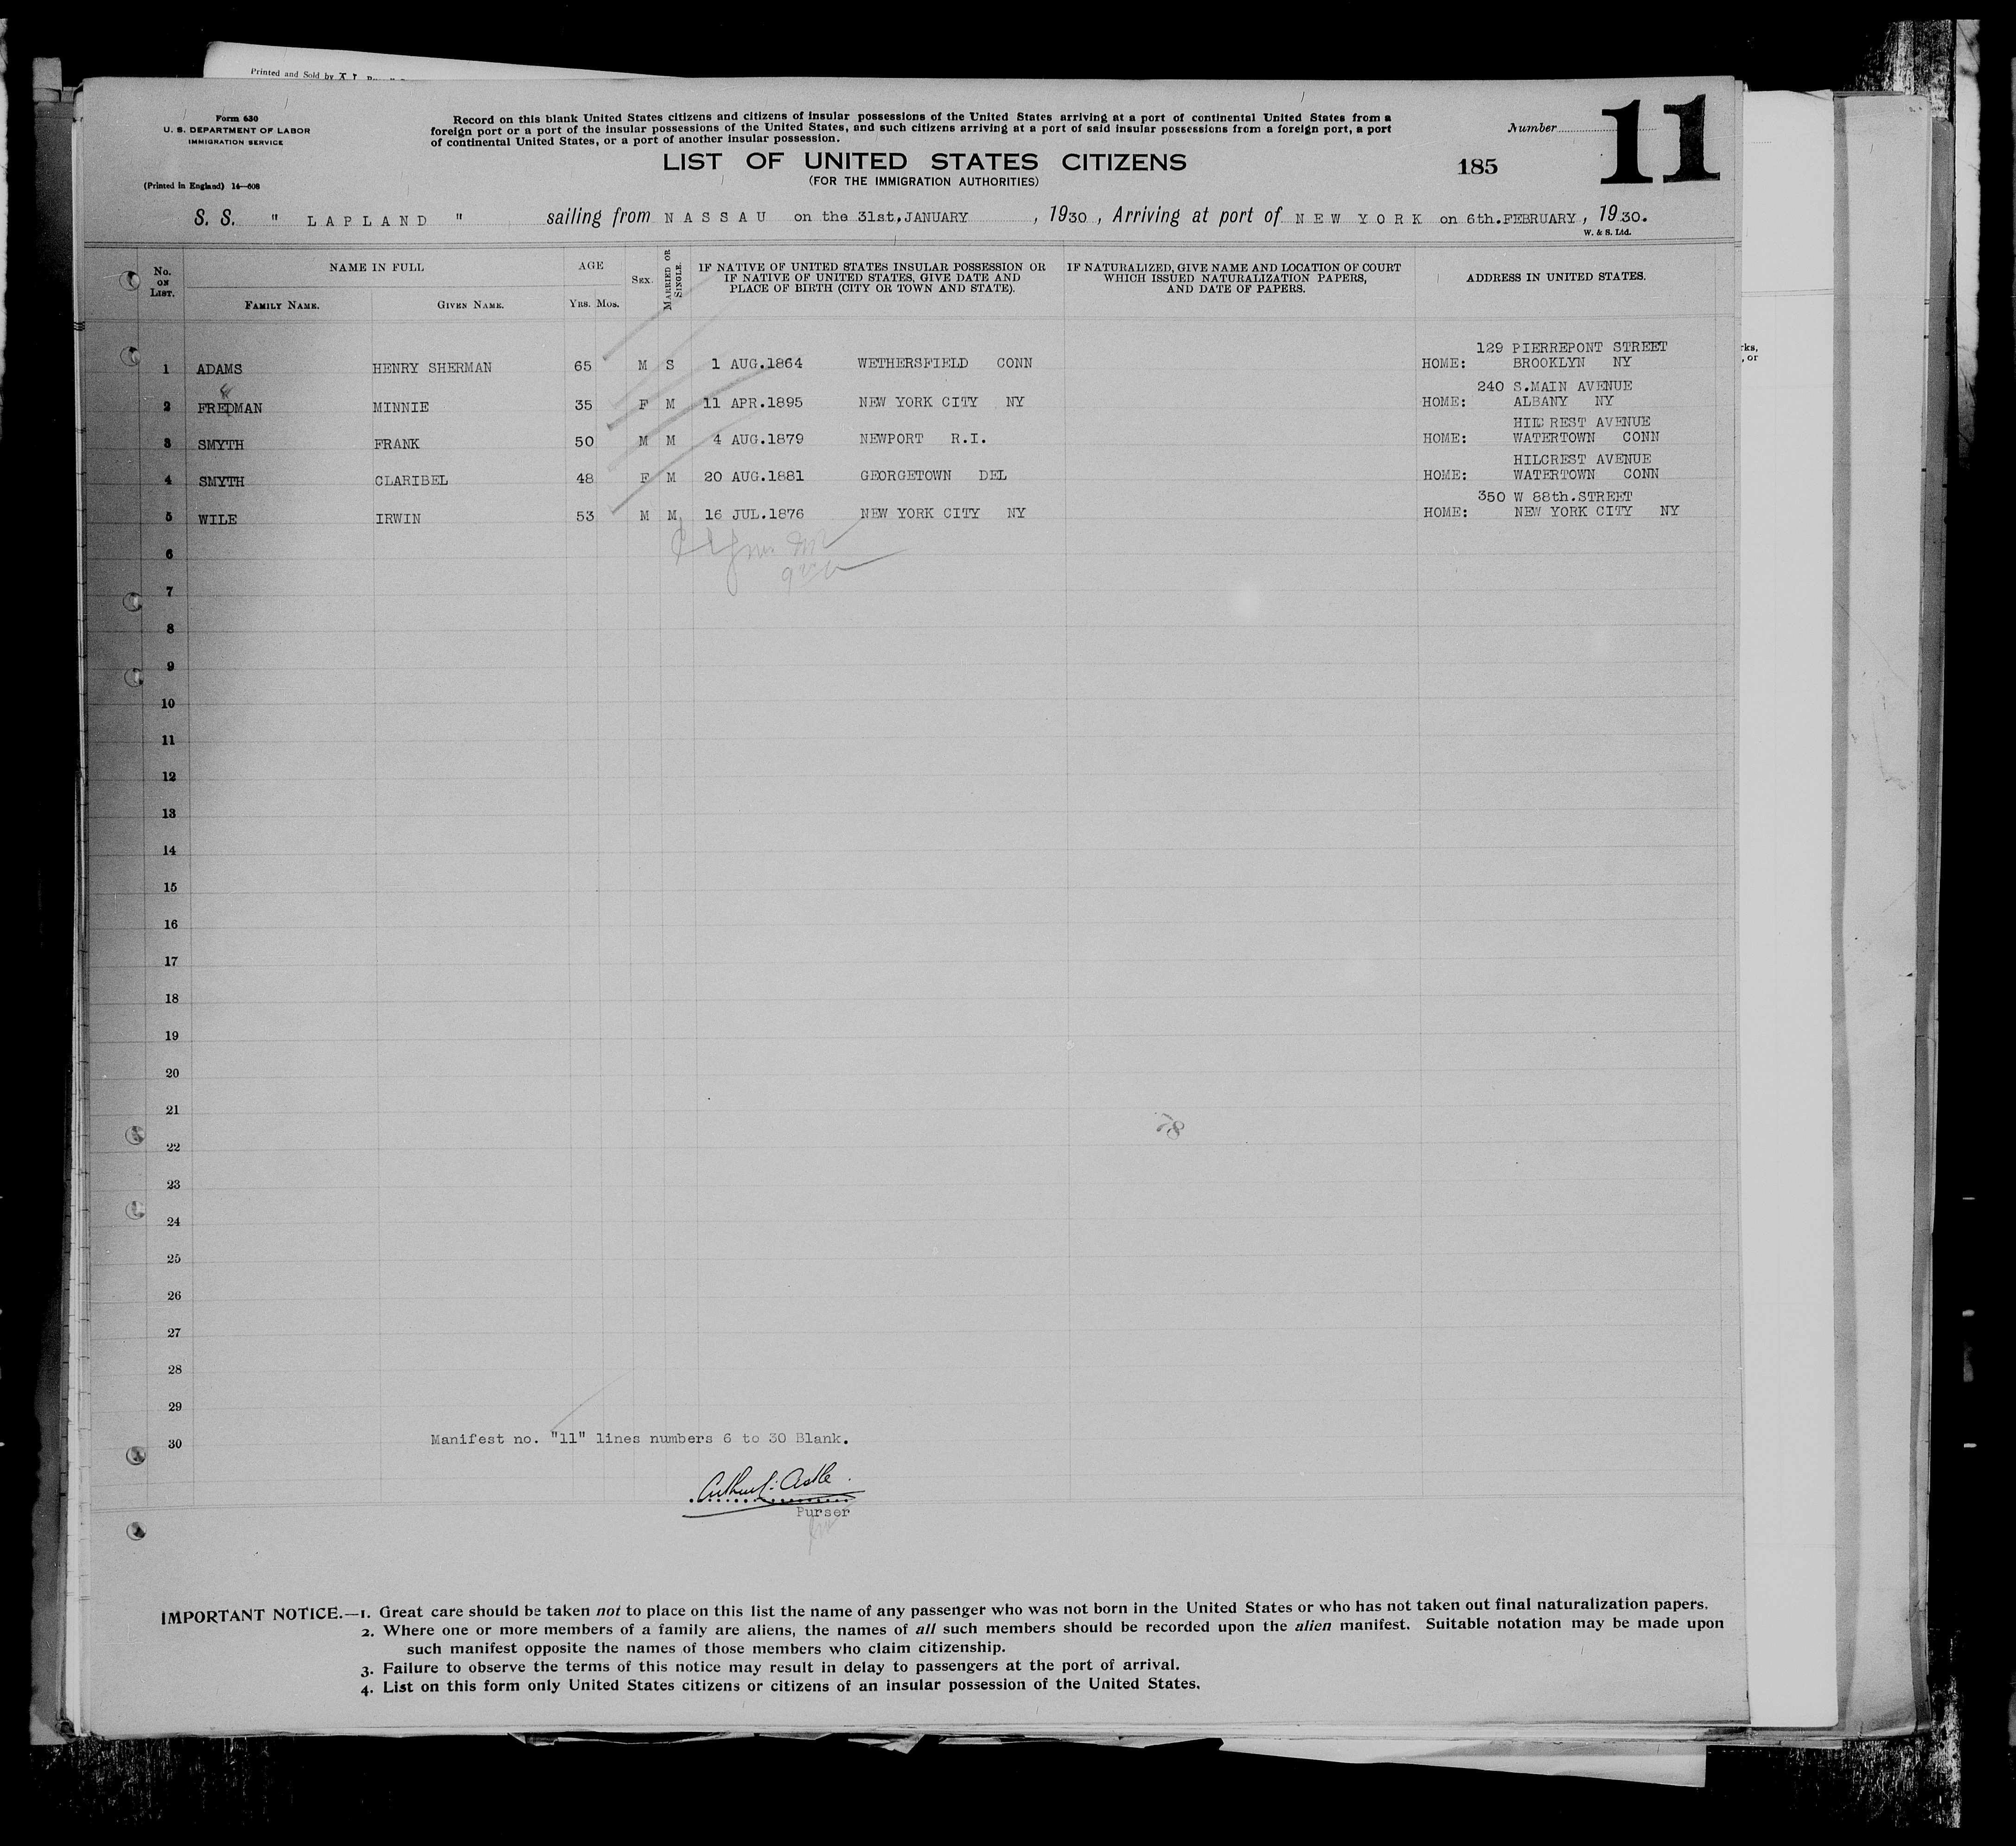 Printed and Sold by
Form 630
U. S. DEPARTMENT OF LABOR
IMMIGRATION SERVICE
(Printed in England) 14—608
Record on this blank United States citizens and citizens of insular possessions of the United States arriving at a port of continental United States from a
foreign port or a port of the insular possessions of the United States, and such citizens arriving at a port of said insular possessions from a foreign port, a port
of continental United States, or a port of another insular possession.
Number 11
LIST OF UNITED STATES CITIZENS
185
(FOR THE IMMIGRATION AUTHORITIES)
S. S. " LAPLAND " sailing from NASSAU on the 31st, JANUARY, 1930, Arriving at port of NEW YORK on 6th. FEBRUARY, 1930.
W. & S. Ltd.
No. ON LIST.
NAME IN FULL
FAMILY NAME. GIVEN NAME.
AGE
YRS. MOS.
SEX.
MARRIED OR SINGLE.
IF NATIVE OF UNITED STATES INSULAR POSSESSION OR
IF NATIVE OF UNITED STATES, GIVE DATE AND
PLACE OF BIRTH (CITY OR TOWN AND STATE).
IF NATURALIZED, GIVE NAME AND LOCATION OF COURT
WHICH ISSUED NATURALIZATION PAPERS,
AND DATE OF PAPERS.
ADDRESS IN UNITED STATES.
129 PIERREPONT STREET
1 ADAMS HENRY SHERMAN 65 M S 1 AUG.1864 WETHERSFIELD CONN HOME: BROOKLYN NY
240 S.MAIN AVENUE
2 FREDMAN MINNIE 35 F M 11 APR.1895 NEW YORK CITY NY HOME: ALBANY NY
HILCREST AVENUE
3 SMYTH FRANK 50 M M 4 AUG.1879 NEWPORT R.I. HOME: WATERTOWN CONN
HILCREST AVENUE
4 SMYTH CLARIBEL 48 F M 20 AUG.1881 GEORGETOWN DEL HOME: WATERTOWN CONN
350 W 88th.STREET
5 WILE IRWIN 53 M M 16 JUL.1876 NEW YORK CITY NY HOME: NEW YORK CITY NY
6
7
8
9
10
11
12
13
14
15
16
17
18
19
20
21
22
23
24
25
26
27
28
29
30
Manifest no. "11" lines numbers 6 to 30 Blank.
Purser
IMPORTANT NOTICE.—1. Great care should be taken not to place on this list the name of any passenger who was not born in the United States or who has not taken out final naturalization papers.
2. Where one or more members of a family are aliens, the names of all such members should be recorded upon the alien manifest. Suitable notation may be made upon
such manifest opposite the names of those members who claim citizenship.
3. Failure to observe the terms of this notice may result in delay to passengers at the port of arrival.
4. List on this form only United States citizens or citizens of an insular possession of the United States.